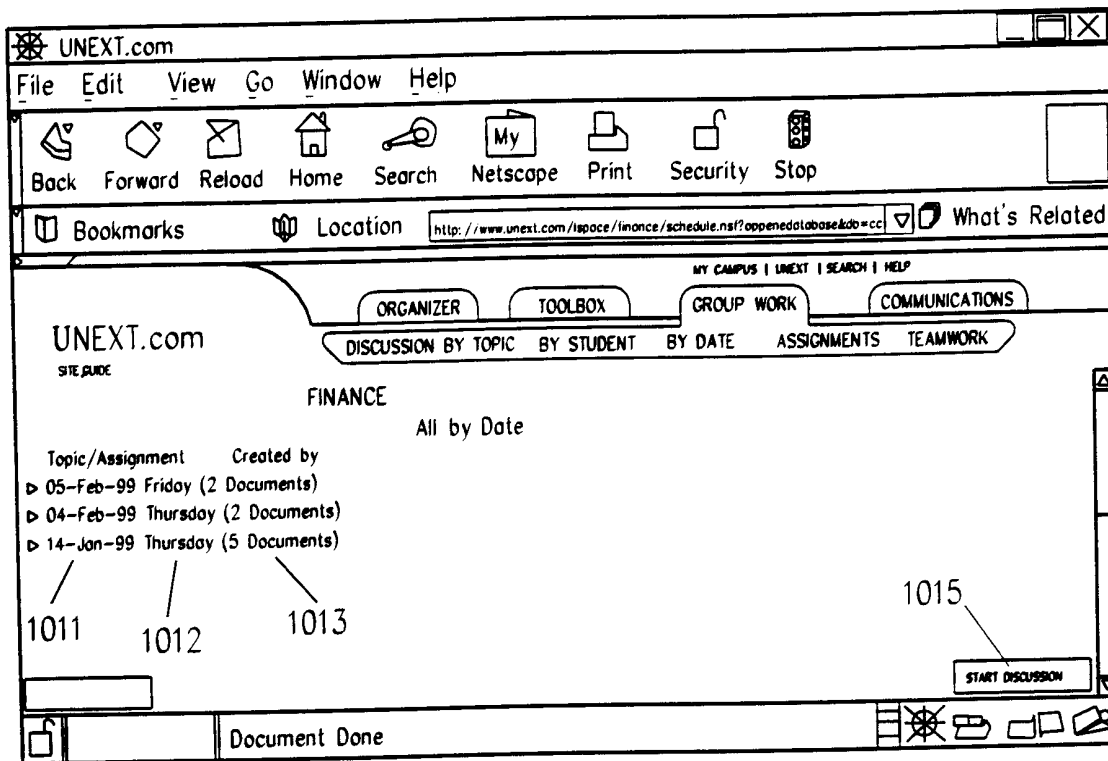 UNEXT.com
File Edit View Go Window Help
My
Back Forward Reload Home Search Netscape Print Security Stop
Bookmarks Location http://www.unext.com/ispace/finance/schedule.nsf?oppenedatabase&db=cc What's Related
MY CAMPUS | UNEXT | SEARCH | HELP
ORGANIZER TOOLBOX GROUP WORK COMMUNICATIONS
UNEXT.com
DISCUSSION BY TOPIC BY STUDENT BY DATE ASSIGNMENTS TEAMWORK
SITE GUIDE
FINANCE
All by Date
Topic/Assignment Created by
05-Feb-99 Friday (2 Documents)
04-Feb-99 Thursday (2 Documents)
14-Jan-99 Thursday (5 Documents)
1011 1012 1013 1015
START DISCUSSION
Document Done